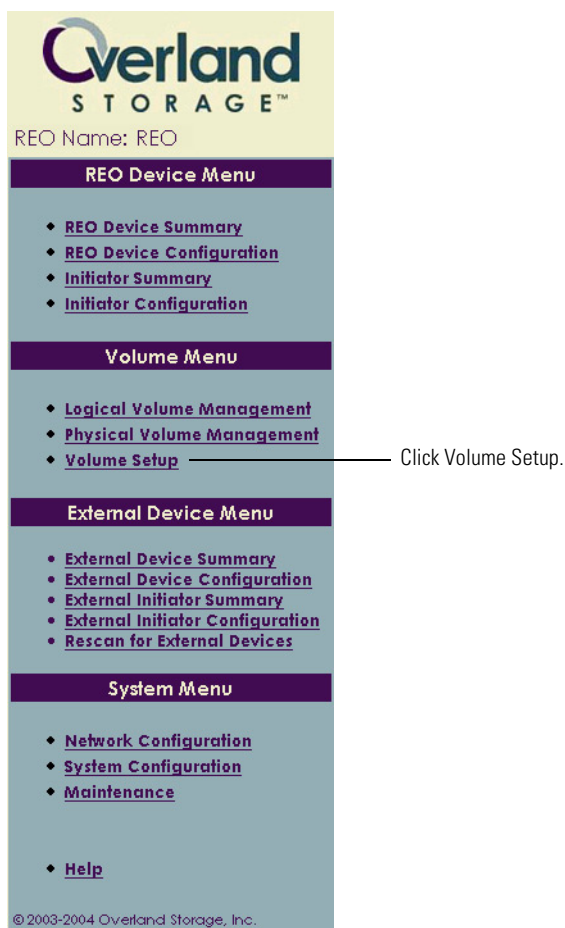 Overland
STORAGE™
REO Name: REO
REO Device Menu
REO Device Summary
REO Device Configuration
Initiator Summary
Initiator Configuration
Volume Menu
Logical Volume Management
Physical Volume Management
Volume Setup
Click Volume Setup.
External Device Menu
External Device Summary
External Device Configuration
External Initiator Summary
External Initiator Configuration
Rescan for External Devices
System Menu
Network Configuration
System Configuration
Maintenance
Help
© 2003-2004 Overland Storage, Inc.